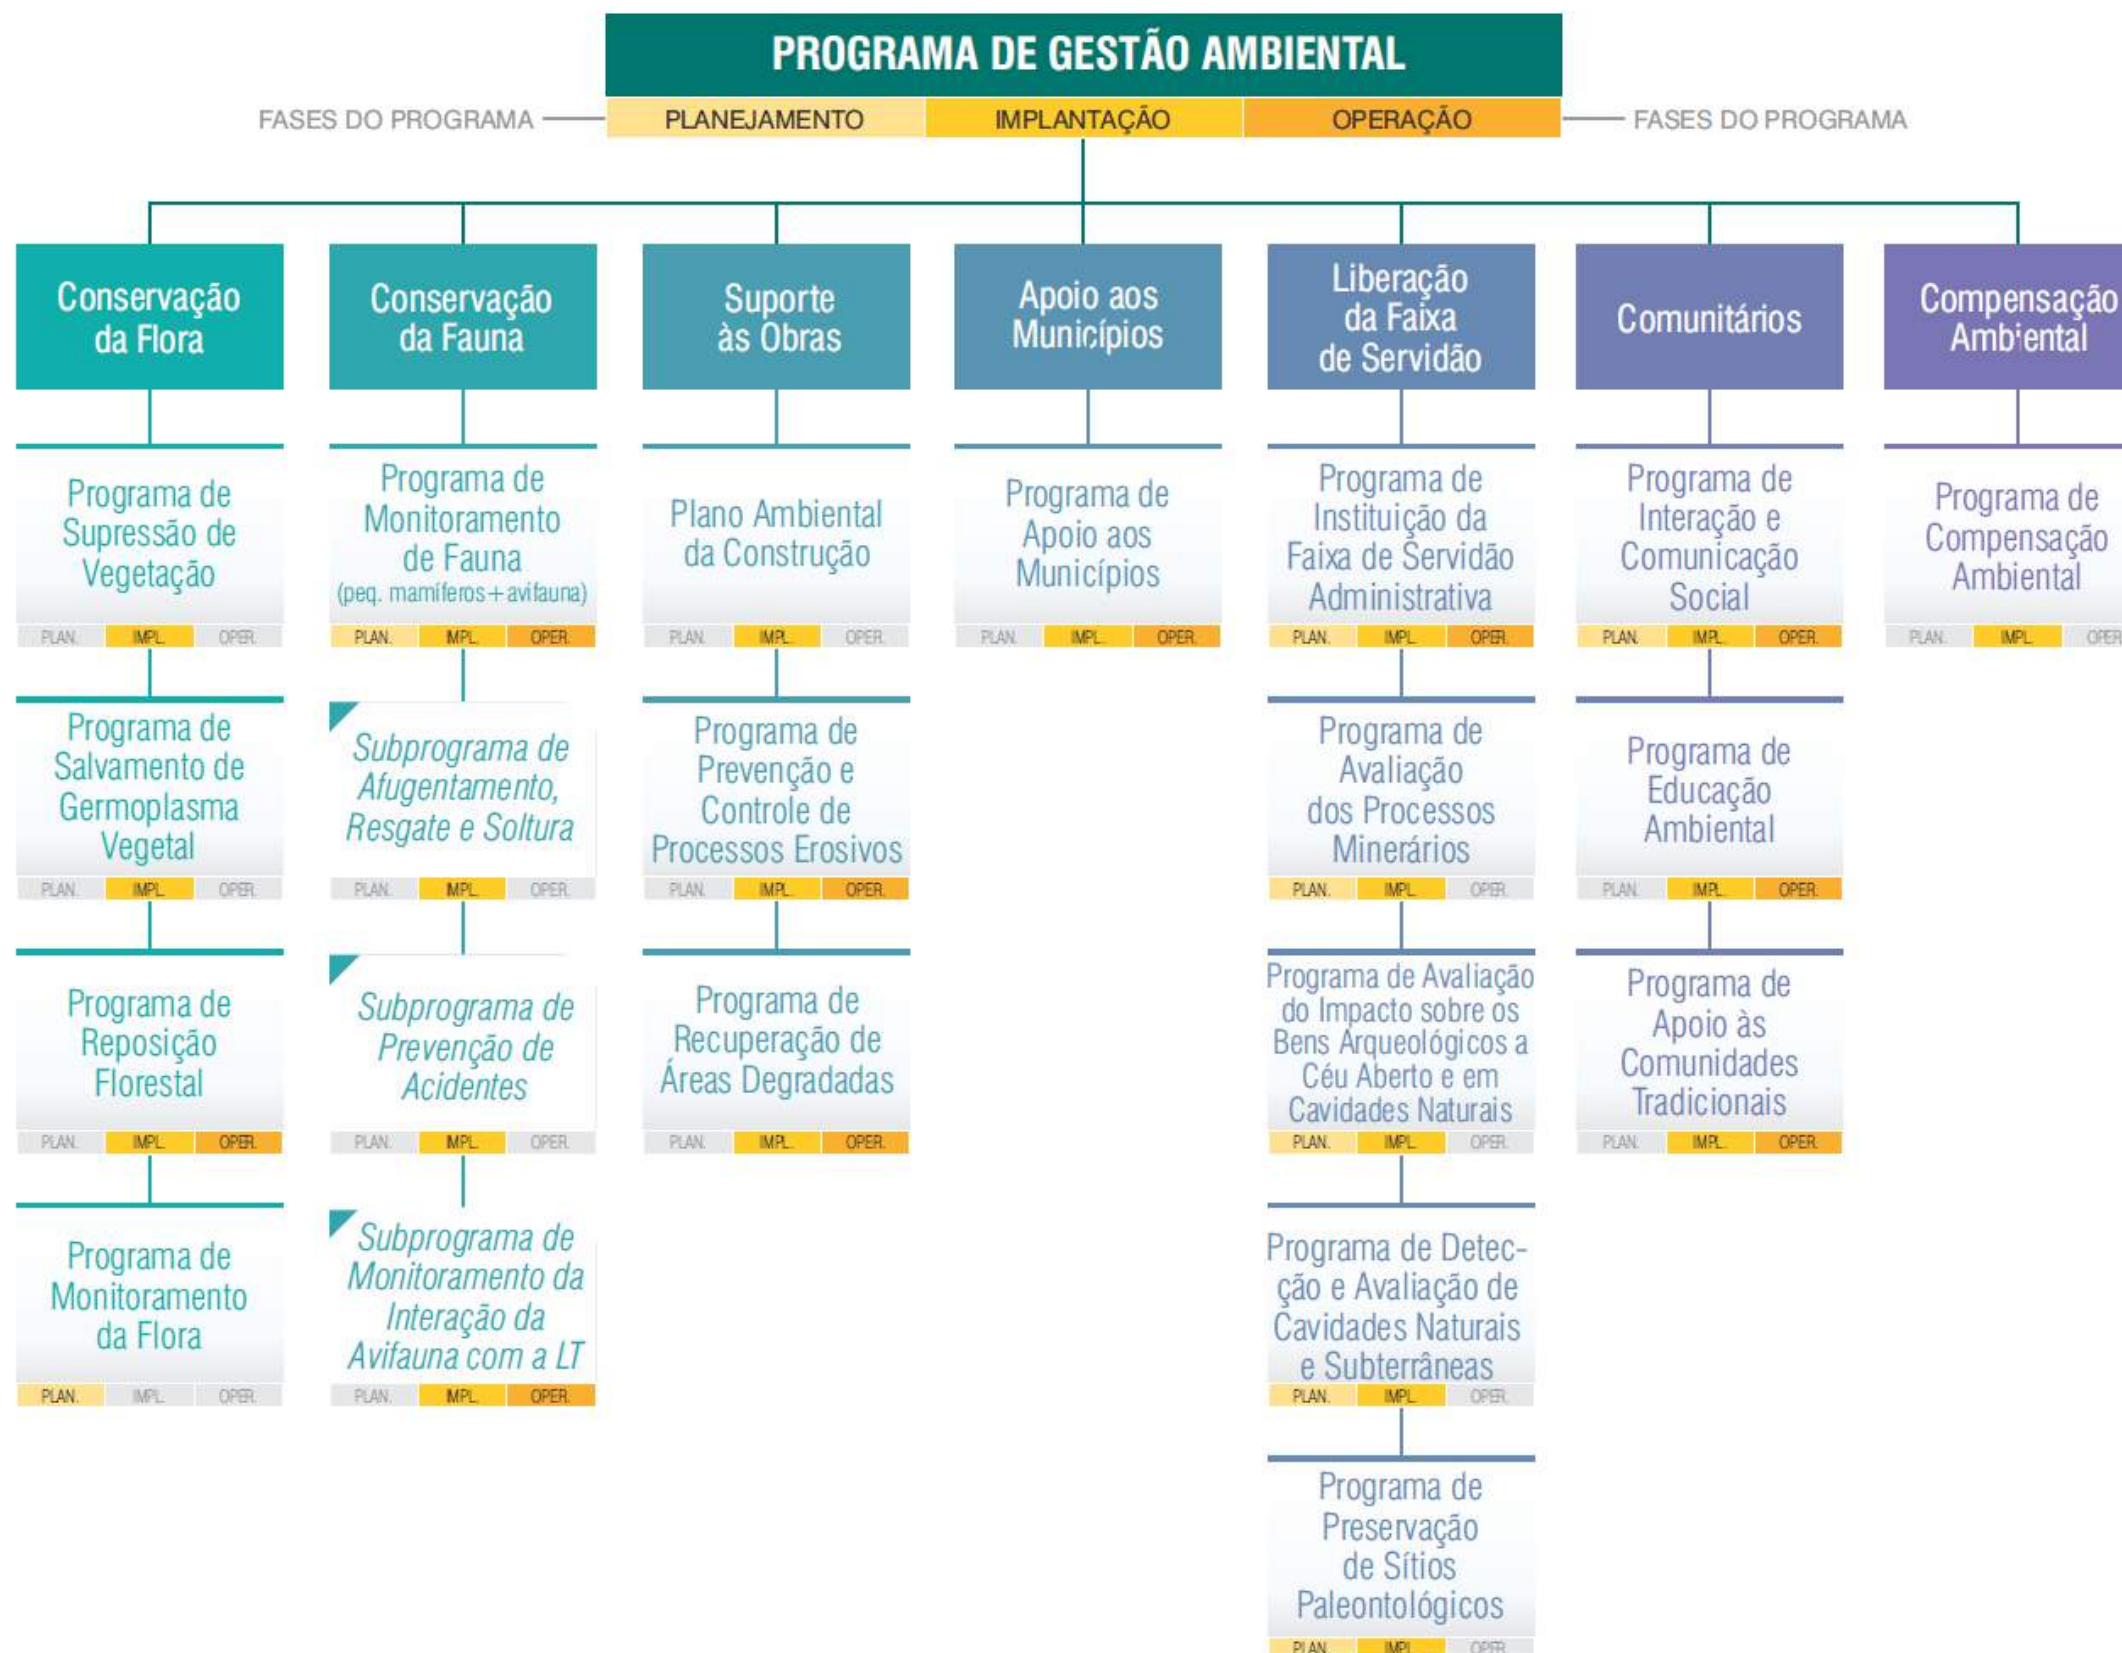 PROGRAMA DE GESTÃO AMBIENTAL
FASES DO PROGRAMA
PLANEJAMENTO
IMPLANTAÇÃO
OPERAÇÃO
FASES DO PROGRAMA
Conservação
da Flora
Programa de
Supressão de
Vegetação
PLAN. IMPL. OPER.
Programa de
Salvamento de
Germoplasma
Vegetal
PLAN. IMPL. OPER.
Programa de
Reposição
Florestal
PLAN. IMPL. OPER.
Programa de
Monitoramento
da Flora
PLAN. IMPL. OPER.
Conservação
da Fauna
Programa de
Monitoramento
de Fauna
(peq. mamíferos+avifauna)
PLAN. IMPL. OPER.
Subprograma de
Afugentamento,
Resgate e Soltura
PLAN. IMPL. OPER.
Subprograma de
Prevenção de
Acidentes
PLAN. IMPL. OPER.
Subprograma de
Monitoramento da
Interação da
Avifauna com a LT
PLAN. IMPL. OPER.
Suporte
às Obras
Plano Ambiental
da Construção
PLAN. IMPL. OPER.
Programa de
Prevenção e
Controle de
Processos Erosivos
PLAN. IMPL. OPER.
Programa de
Recuperação de
Áreas Degradadas
PLAN. IMPL. OPER.
Apoio aos
Municípios
Programa de
Apoio aos
Municípios
PLAN. IMPL. OPER.
Liberação
da Faixa
de Servidão
Programa de
Instituição da
Faixa de Servidão
Administrativa
PLAN. IMPL. OPER.
Programa de
Avaliação
dos Processos
Minerários
PLAN. IMPL. OPER.
Programa de Avaliação
do Impacto sobre os
Bens Arqueológicos a
Céu Aberto e em
Cavidades Naturais
PLAN. IMPL. OPER.
Programa de Detec-
ção e Avaliação de
Cavidades Naturais
e Subterrâneas
PLAN. IMPL. OPER.
Programa de
Preservação
de Sítios
Paleontológicos
PLAN. IMPL. OPER.
Comunitários
Programa de
Interação e
Comunicação
Social
PLAN. IMPL. OPER.
Programa de
Educação
Ambiental
PLAN. IMPL. OPER.
Programa de
Apoio às
Comunidades
Tradicionais
PLAN. IMPL. OPER.
Compensação
Ambiental
Programa de
Compensação
Ambiental
PLAN. IMPL. OPER